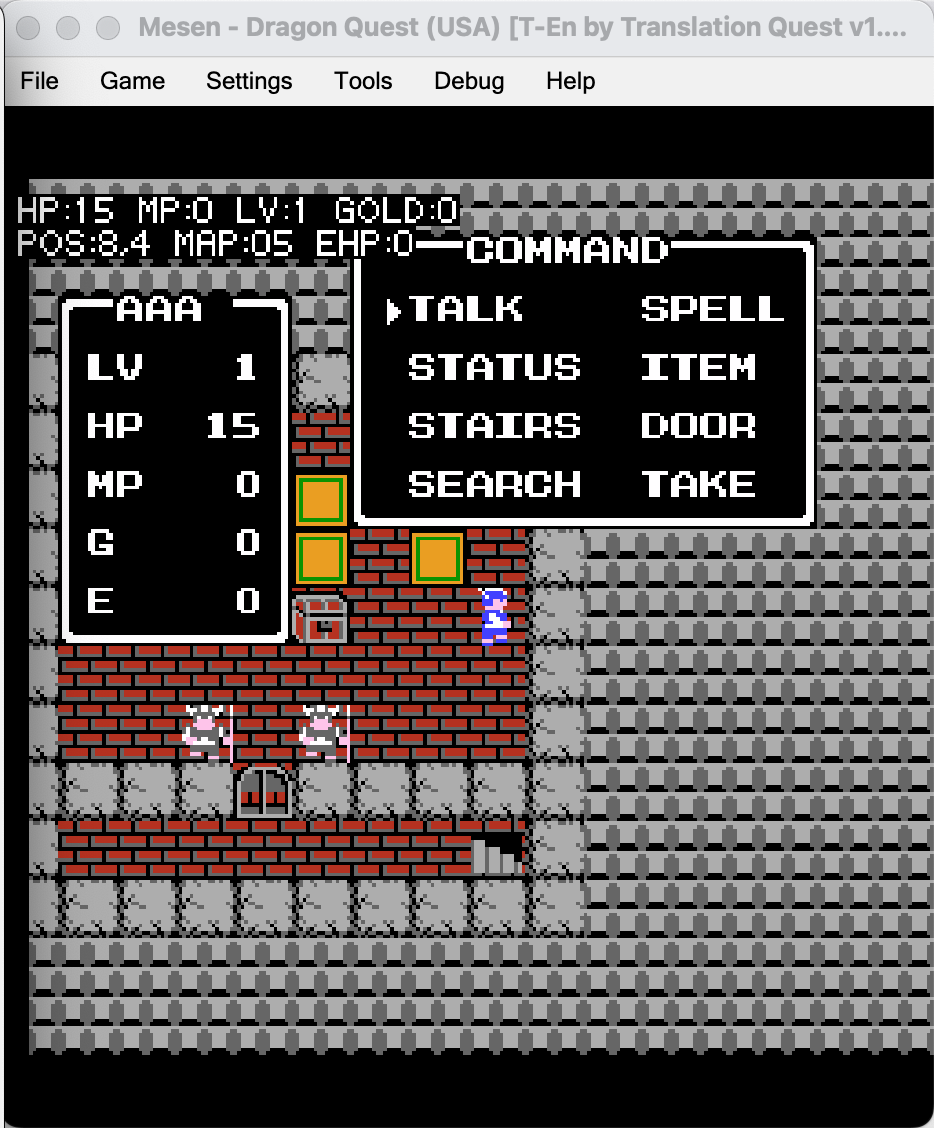 Mesen - Dragon Quest (USA) [T-En by Translation Quest v1....
File Game Settings Tools Debug Help
HP:15 MP:0 LV:1 GOLD:0
POS:8,4 MAP:05 EHP:0
COMMAND
TALK SPELL
STATUS ITEM
STAIRS DOOR
SEARCH TAKE
AAA
LV 1
HP 15
MP 0
G 0
E 0